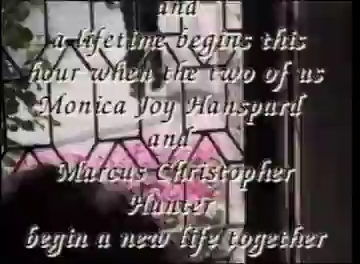 and
a lifetime begins this
hour when the two of us
Monica Joy Hanspard
and
Marcus Christopher
Hunter
begin a new life together